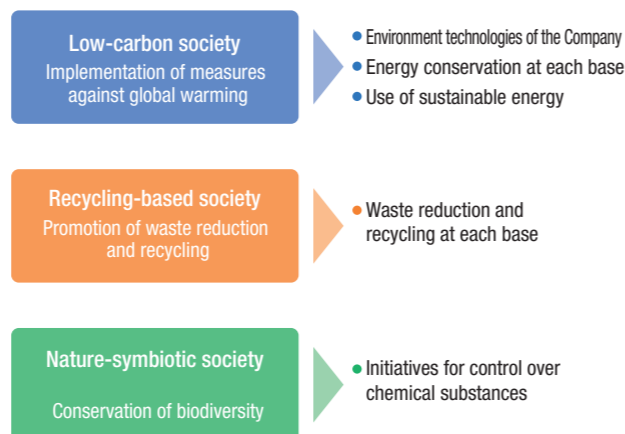 Low-carbon society
Implementation of measures
against global warming
• Environment technologies of the Company
• Energy conservation at each base
• Use of sustainable energy
Recycling-based society
Promotion of waste reduction
and recycling
• Waste reduction and
recycling at each base
Nature-symbiotic society
Conservation of biodiversity
• Initiatives for control over
chemical substances